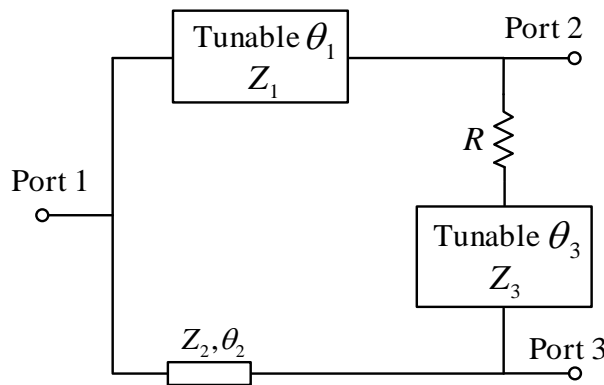 Tunable θ₁
Z₁
Port 2
R
Port 1
Tunable θ₃
Z₃
Z₂,θ₂
Port 3